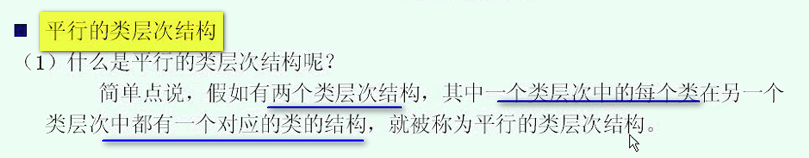 平行的类层次结构
（1）什么是平行的类层次结构呢？
简单点说，假如有两个类层次结构，其中一个类层次中的每个类在另一个
类层次中都有一个对应的类的结构，就被称为平行的类层次结构。